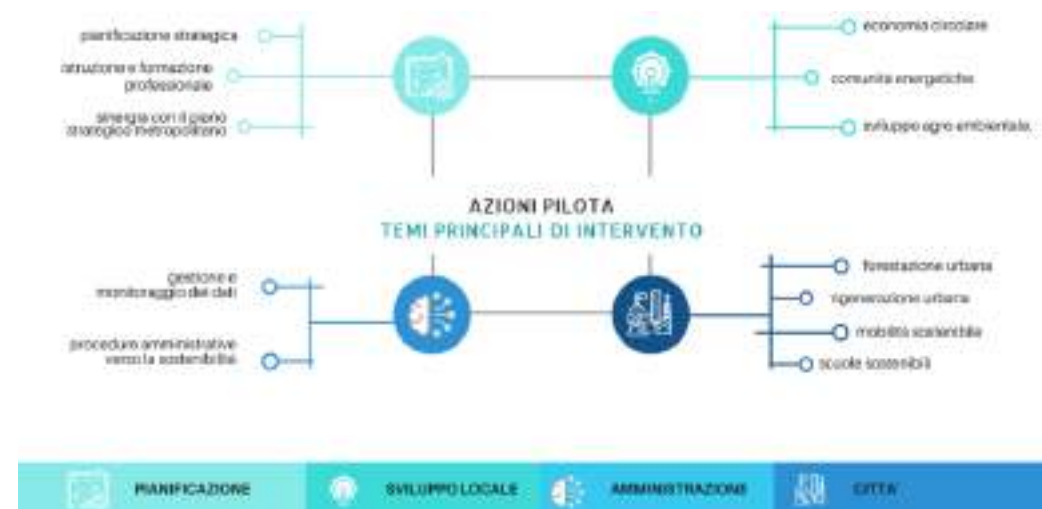 pianificazione strategica
istruzione e formazione
professionale
sinergia con il piano
strategico metropolitano
economia circolare
comunità energetiche
sviluppo agro ambientale
AZIONI PILOTA
TEMI PRINCIPALI DI INTERVENTO
gestione e
monitoraggio dei dati
procedure amministrative
verso la sostenibilità
forestazione urbana
rigenerazione urbana
mobilità sostenibile
scuole sostenibili
PIANIFICAZIONE
SVILUPPO LOCALE
AMMINISTRAZIONE
CITTA'